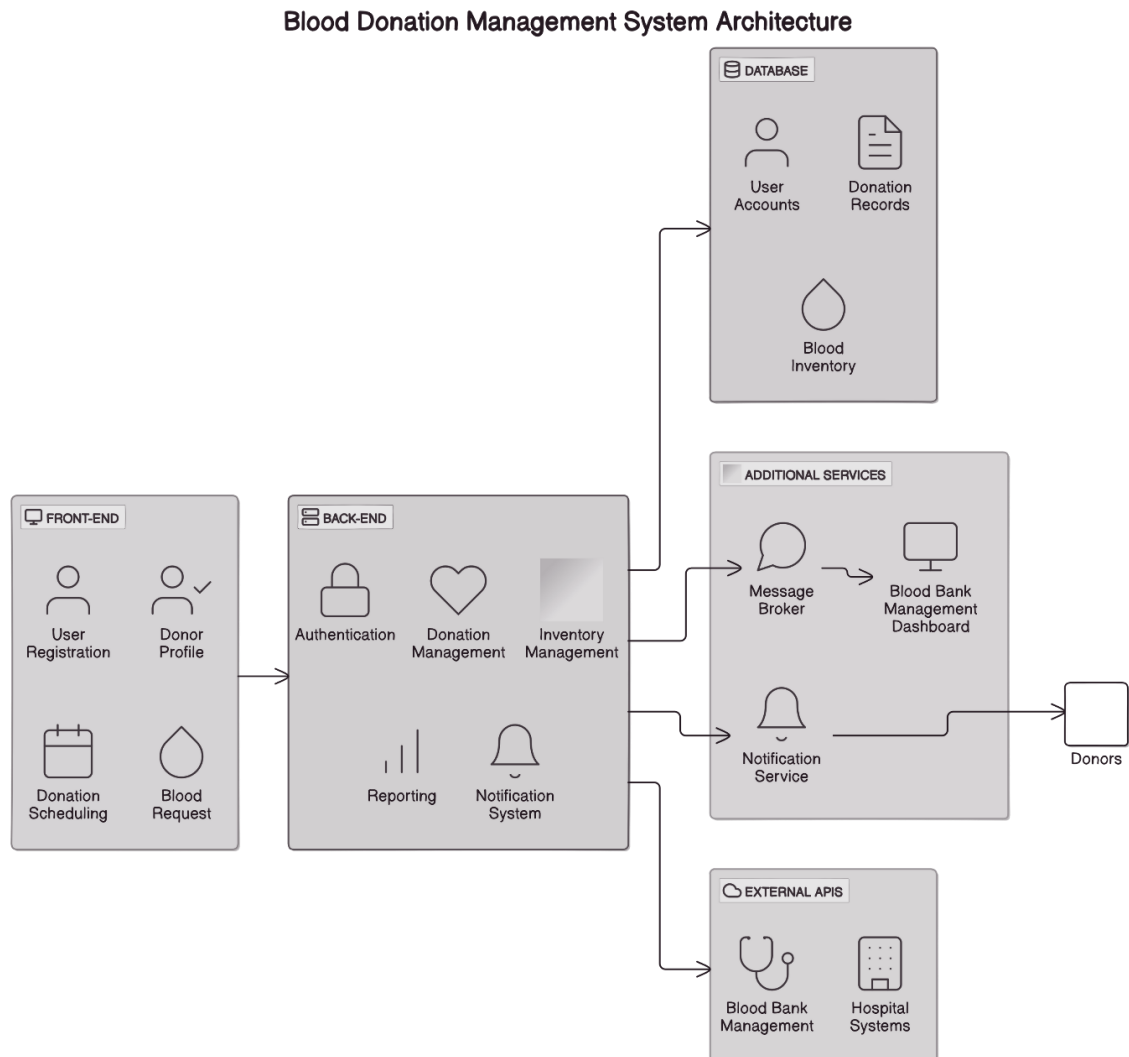 Blood Donation Management System Architecture
DATABASE
User
Accounts
Donation
Records
Blood
Inventory
ADDITIONAL SERVICES
Message
Broker
Blood Bank
Management
Dashboard
Notification
Service
Donors
FRONT-END
User
Registration
Donor
Profile
Donation
Scheduling
Blood
Request
BACK-END
Authentication
Donation
Management
Inventory
Management
Reporting
Notification
System
EXTERNAL APIS
Blood Bank
Management
Hospital
Systems